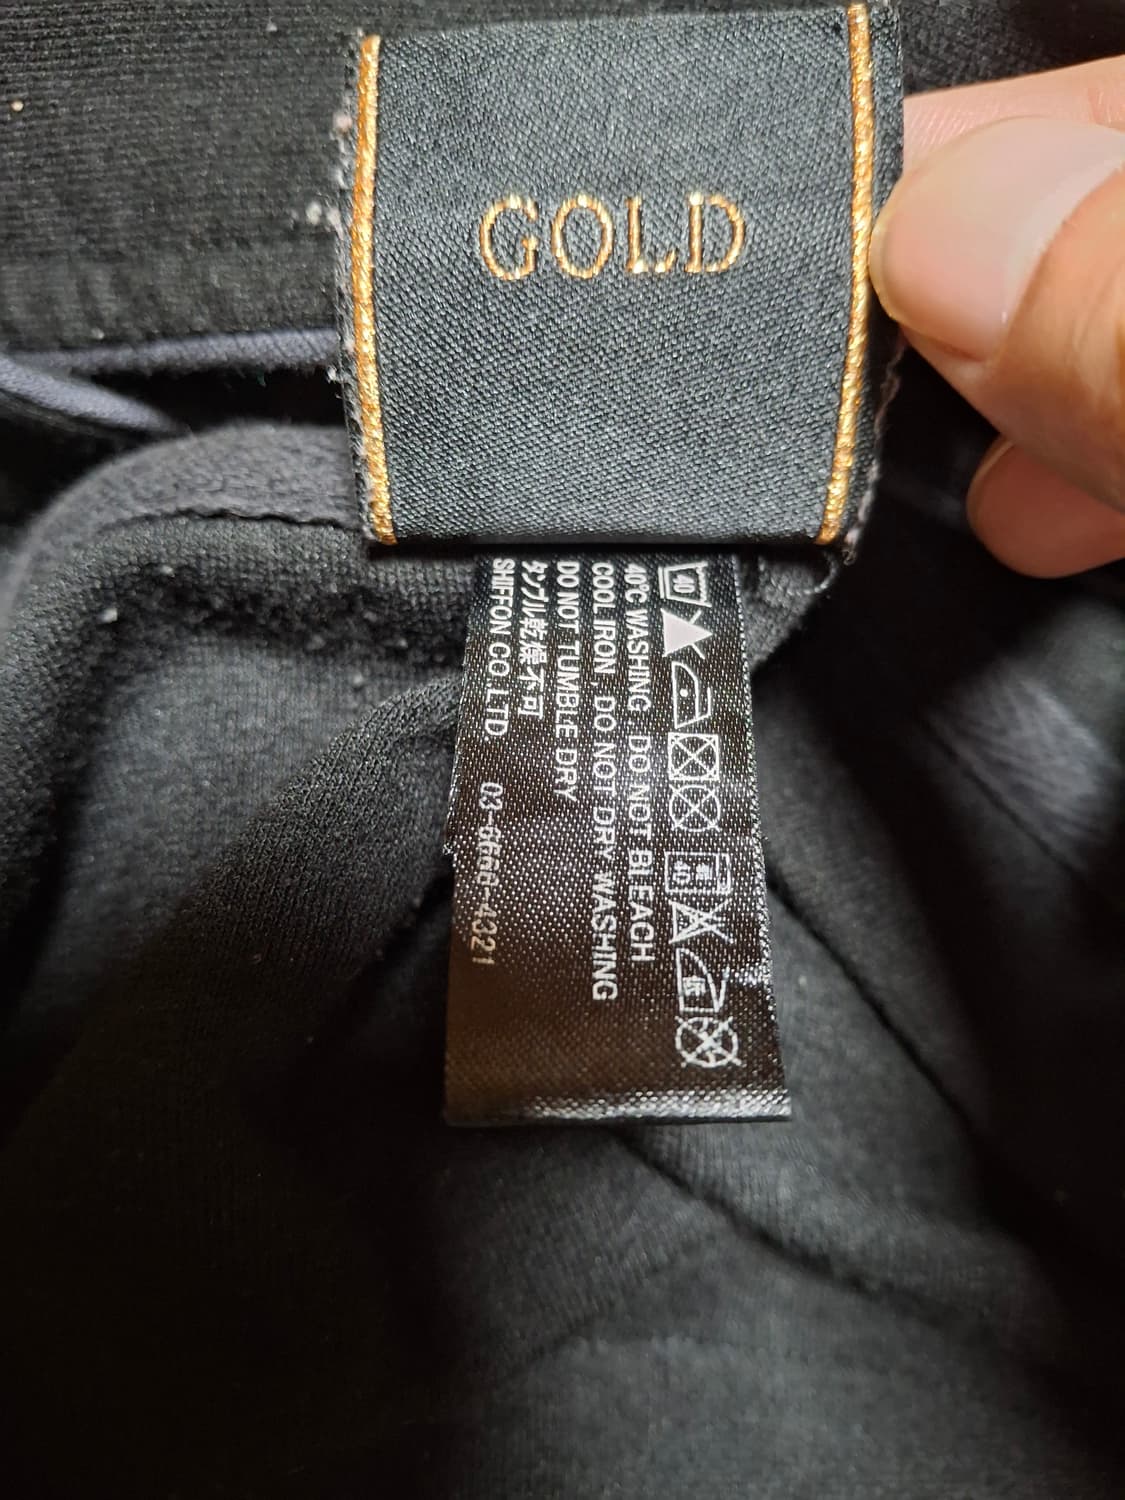 GOLD
40
40°C WASHING DO NOT BLEACH
COOL IRON DO NOT DRY WASHING
DO NOT TUMBLE DRY
タンブル乾燥不可
SHIFFON CO LTD 03-6666-4321